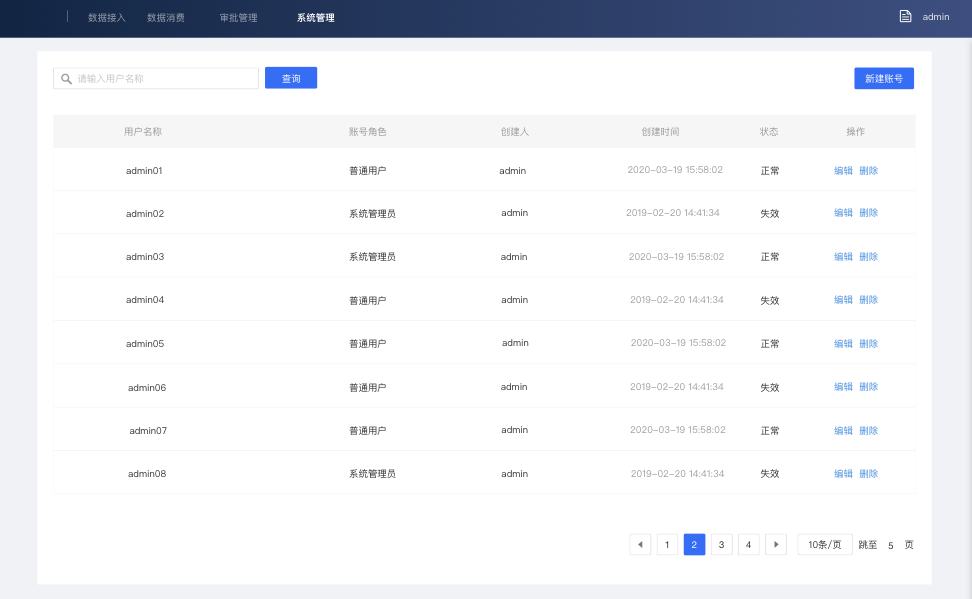 数据接入 数据消费 审批管理 系统管理 admin
请输入用户名称 查询 新建账号
用户名称 账号角色 创建人 创建时间 状态 操作
admin01 普通用户 admin 2020-03-19 15:58:02 正常 编辑 删除
admin02 系统管理员 admin 2019-02-20 14:41:34 失效 编辑 删除
admin03 系统管理员 admin 2020-03-19 15:58:02 正常 编辑 删除
admin04 普通用户 admin 2019-02-20 14:41:34 失效 编辑 删除
admin05 普通用户 admin 2020-03-19 15:58:02 正常 编辑 删除
admin06 普通用户 admin 2019-02-20 14:41:34 失效 编辑 删除
admin07 普通用户 admin 2020-03-19 15:58:02 正常 编辑 删除
admin08 系统管理员 admin 2019-02-20 14:41:34 失效 编辑 删除
1 2 3 4 10条/页 跳至 5 页